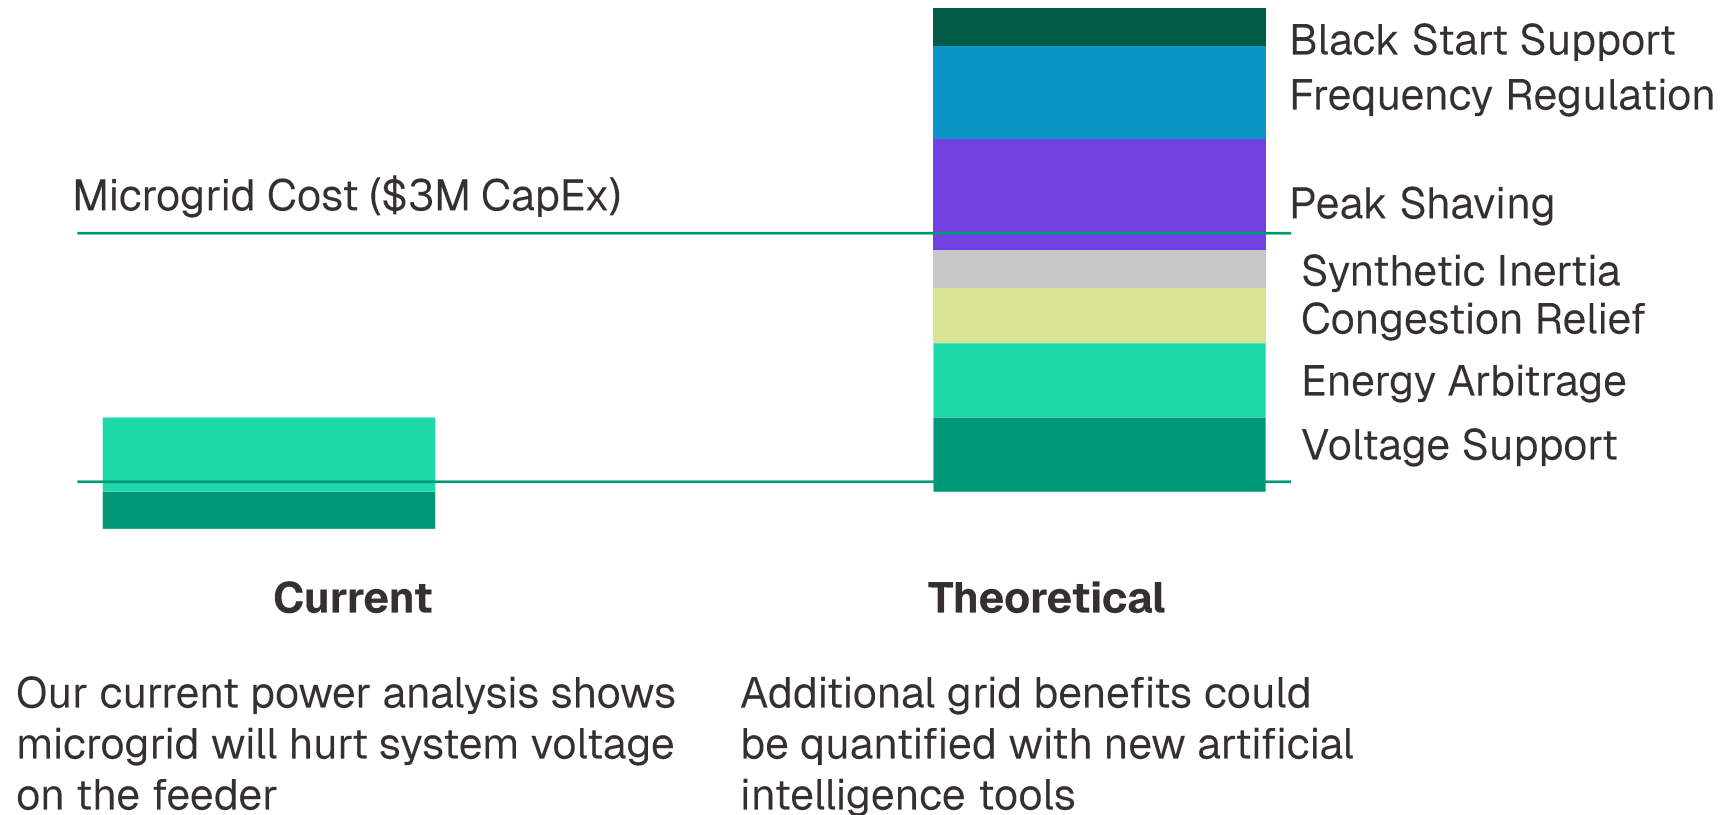 Black Start Support
Frequency Regulation
Microgrid Cost ($3M CapEx)
Peak Shaving
Synthetic Inertia
Congestion Relief
Energy Arbitrage
Voltage Support
Current
Theoretical
Our current power analysis shows
microgrid will hurt system voltage
on the feeder
Additional grid benefits could
be quantified with new artificial
intelligence tools